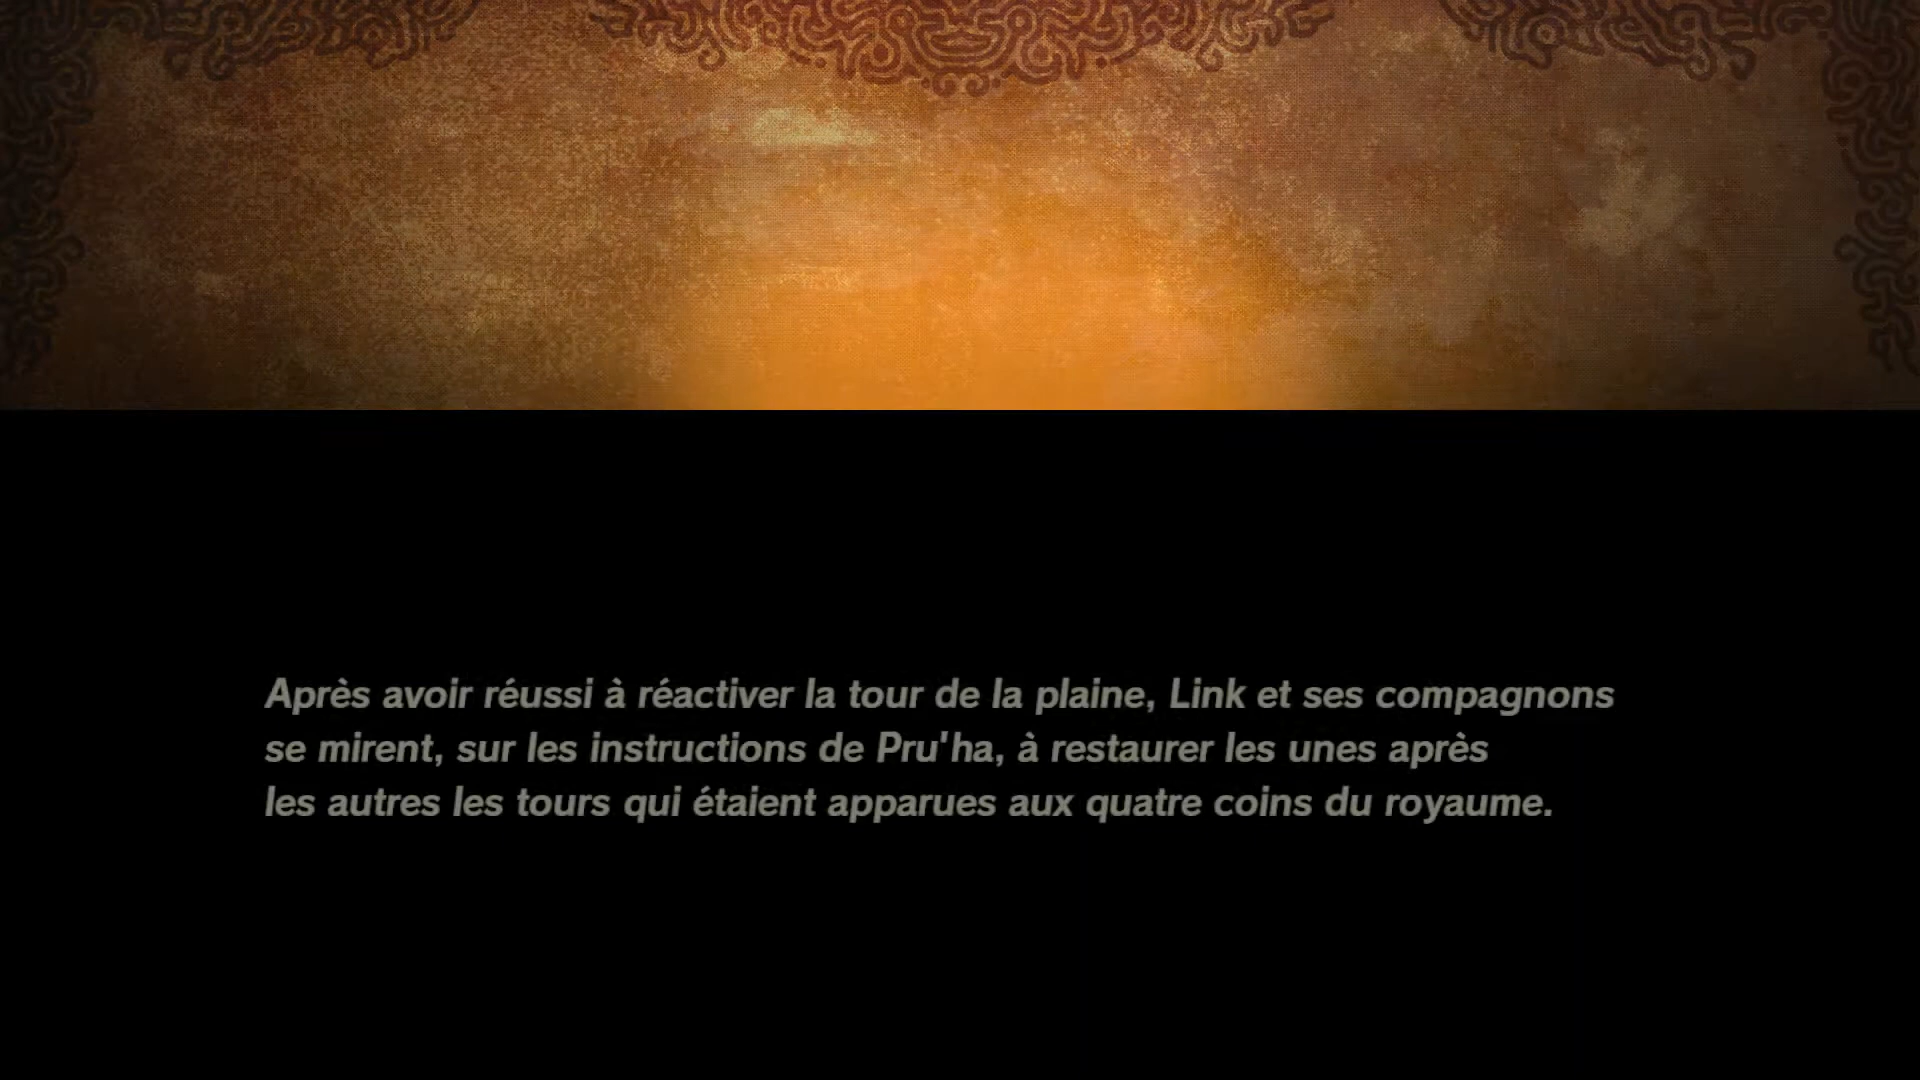 Après avoir réussi à réactiver la tour de la plaine, Link et ses compagnons
se mirent, sur les instructions de Pru'ha, à restaurer les unes après
les autres les tours qui étaient apparues aux quatre coins du royaume.